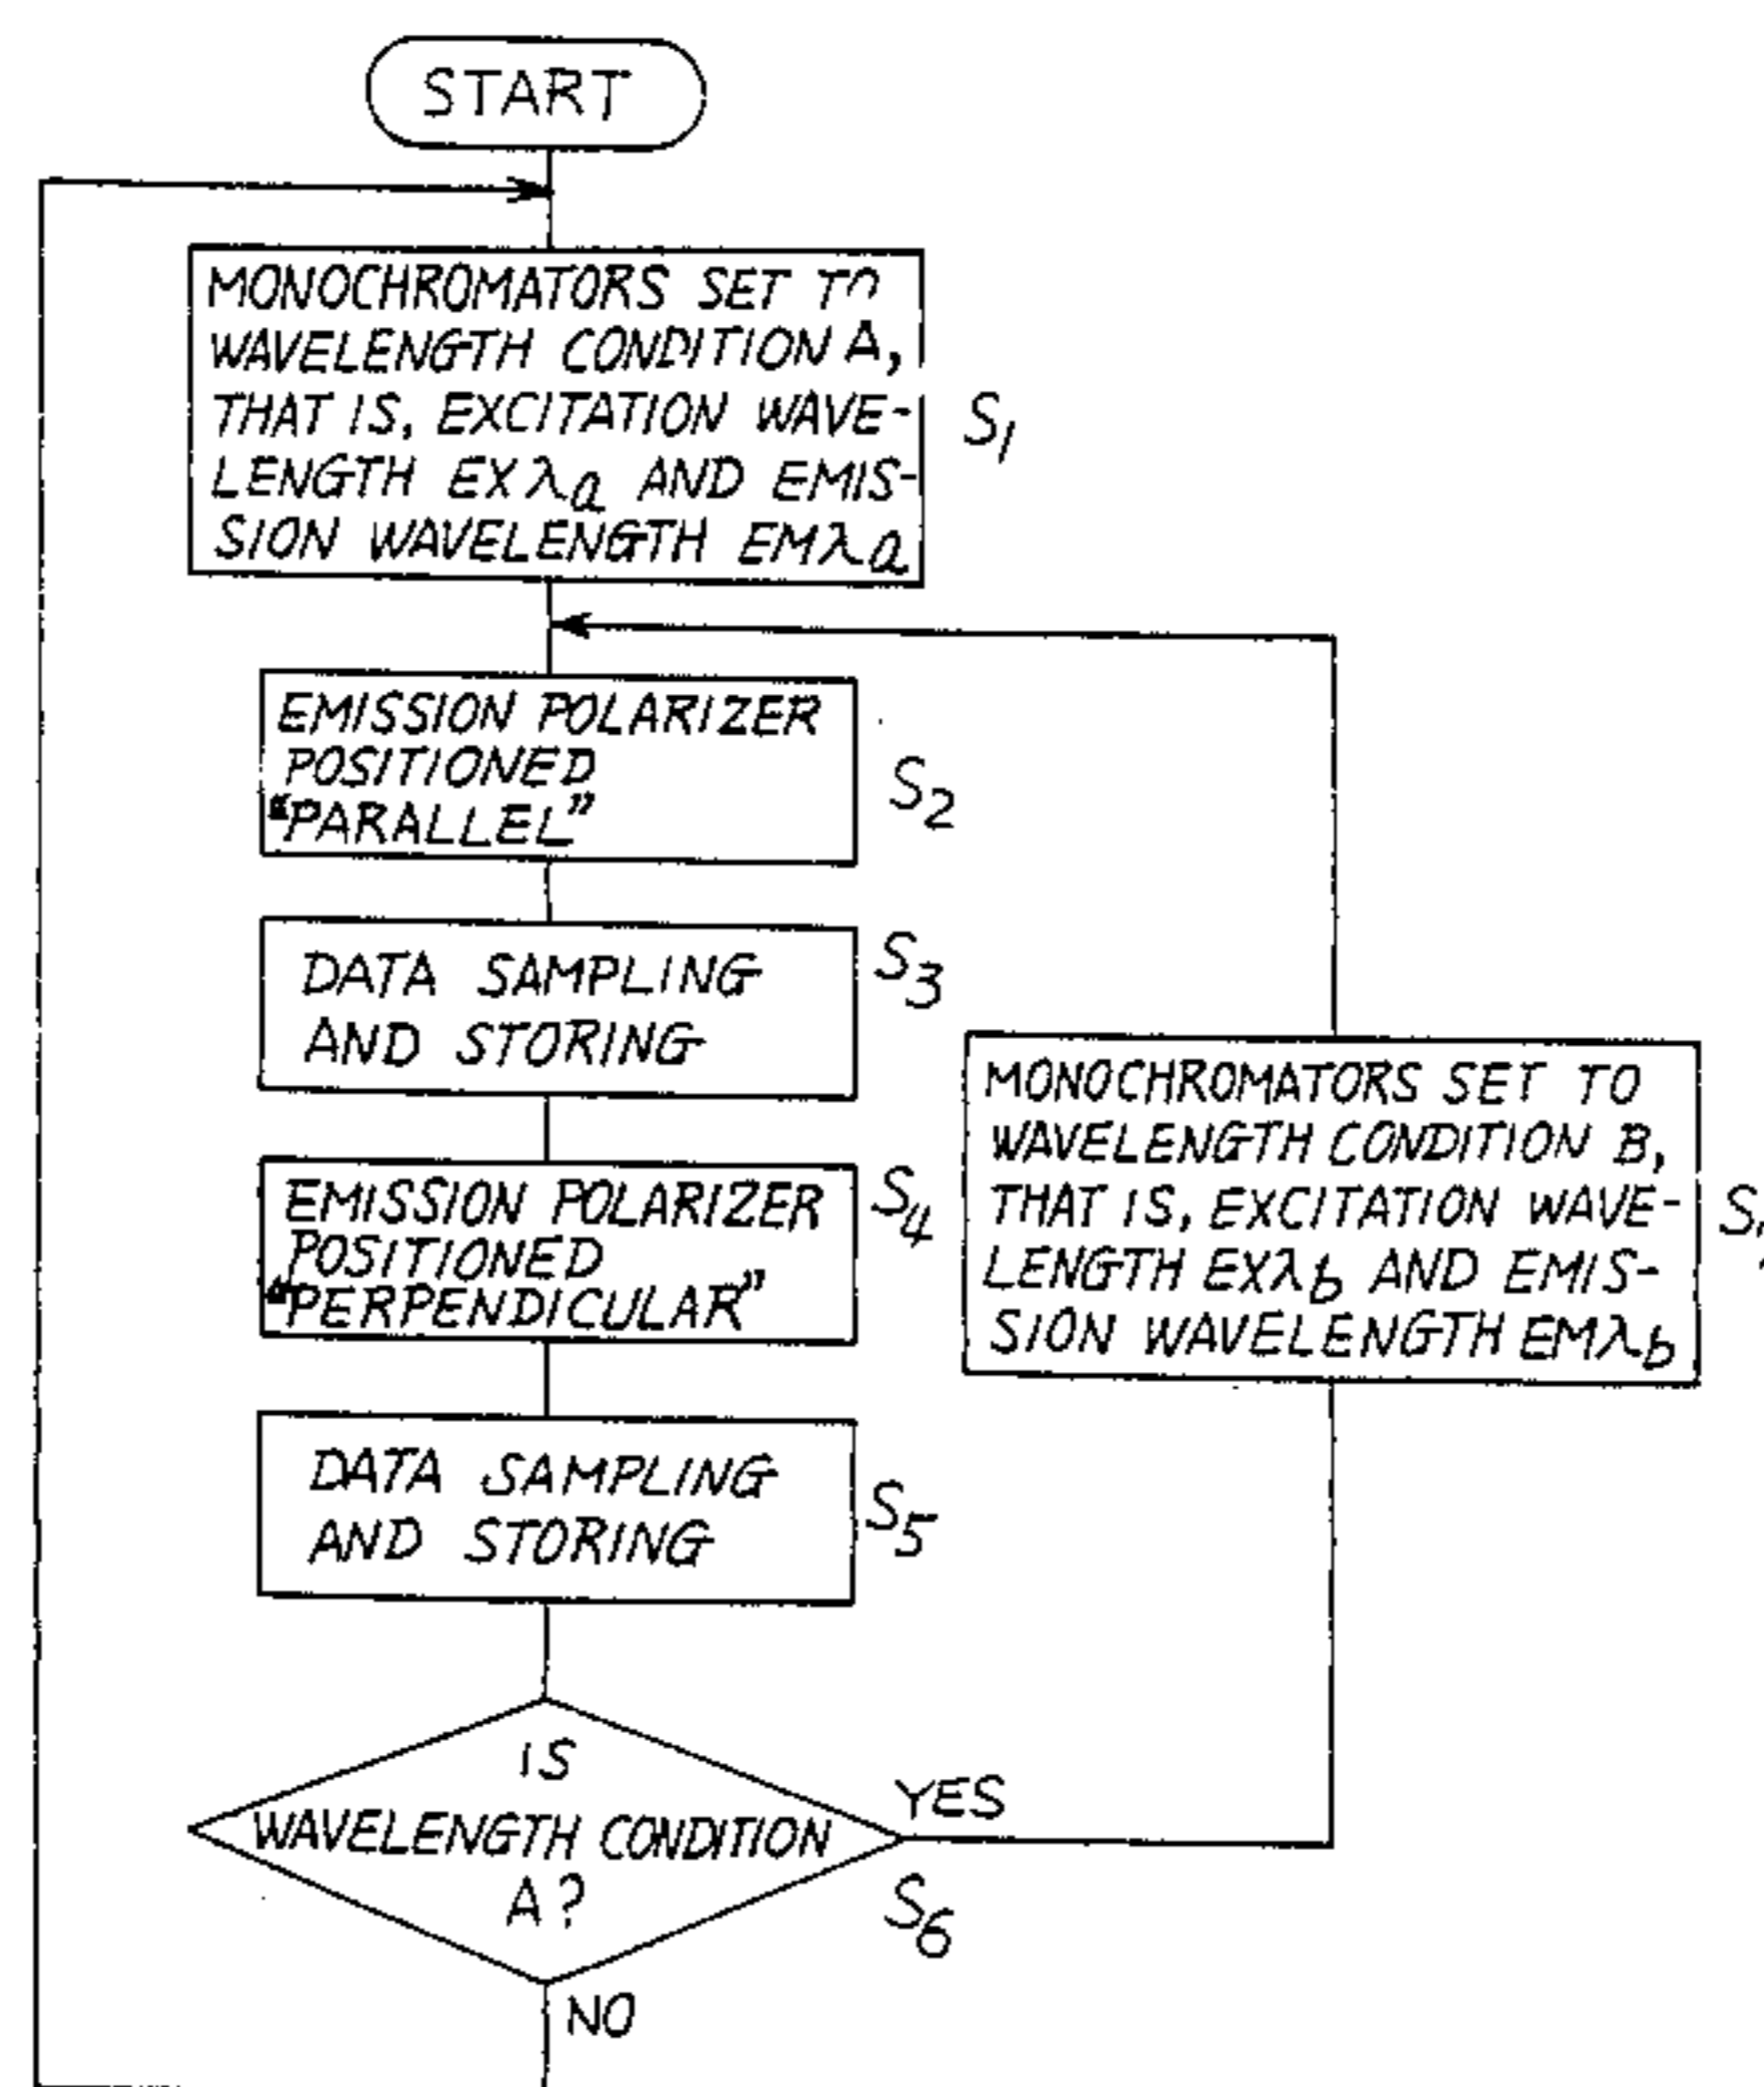 START
MONOCHROMATORS SET TO
WAVELENGTH CONDITION A,
THAT IS, EXCITATION WAVE-
LENGTH EXλa AND EMIS-
SION WAVELENGTH EMλa
S1
EMISSION POLARIZER
POSITIONED
"PARALLEL"
S2
DATA SAMPLING
AND STORING
S3
EMISSION POLARIZER
POSITIONED
"PERPENDICULAR"
S4
MONOCHROMATORS SET TO
WAVELENGTH CONDITION B,
THAT IS, EXCITATION WAVE-
LENGTH EXλb AND EMIS-
SION WAVELENGTH EMλb
DATA SAMPLING
AND STORING
S5
IS
WAVELENGTH CONDITION
A?
YES
S6
NO